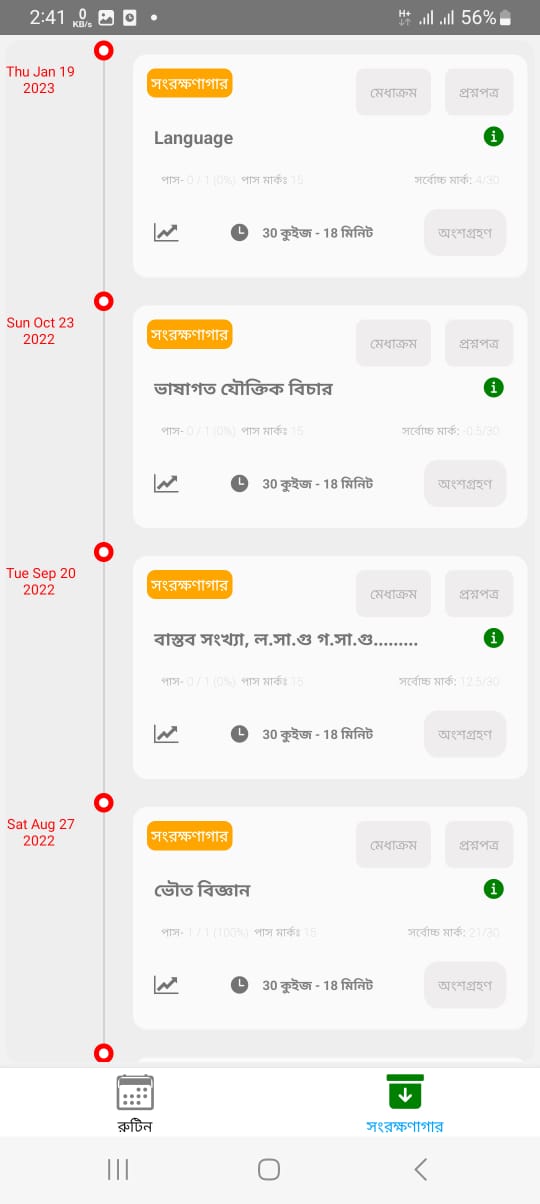 2:41 0 KB/s H+ 56%
Thu Jan 19
2023
সংরক্ষণাগার মেধাক্রম প্রশ্নপত্র
Language
পাস- 0 / 1 (0%) পাস মার্কঃ 15 সর্বোচ্চ মার্ক: 4/30
30 কুইজ - 18 মিনিট অংশগ্রহণ
Sun Oct 23
2022
সংরক্ষণাগার মেধাক্রম প্রশ্নপত্র
ভাষাগত যৌক্তিক বিচার
পাস- 0 / 1 (0%) পাস মার্কঃ 15 সর্বোচ্চ মার্ক: -0.5/30
30 কুইজ - 18 মিনিট অংশগ্রহণ
Tue Sep 20
2022
সংরক্ষণাগার মেধাক্রম প্রশ্নপত্র
বাস্তব সংখ্যা, ল.সা.গু গ.সা.গু.........
পাস- 0 / 1 (0%) পাস মার্কঃ 15 সর্বোচ্চ মার্ক: 12.5/30
30 কুইজ - 18 মিনিট অংশগ্রহণ
Sat Aug 27
2022
সংরক্ষণাগার মেধাক্রম প্রশ্নপত্র
ভৌত বিজ্ঞান
পাস- 1 / 1 (100%) পাস মার্কঃ 15 সর্বোচ্চ মার্ক: 21/30
30 কুইজ - 18 মিনিট অংশগ্রহণ
রুটিন সংরক্ষণাগার